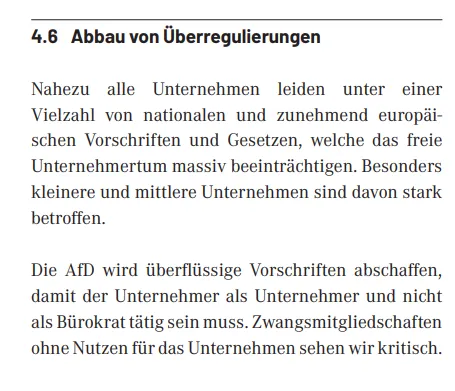 4.6 Abbau von Überregulierungen
Nahezu alle Unternehmen leiden unter einer
Vielzahl von nationalen und zunehmend europäi-
schen Vorschriften und Gesetzen, welche das freie
Unternehmertum massiv beeinträchtigen. Besonders
kleinere und mittlere Unternehmen sind davon stark
betroffen.
Die AfD wird überflüssige Vorschriften abschaffen,
damit der Unternehmer als Unternehmer und nicht
als Bürokrat tätig sein muss. Zwangsmitgliedschaften
ohne Nutzen für das Unternehmen sehen wir kritisch.